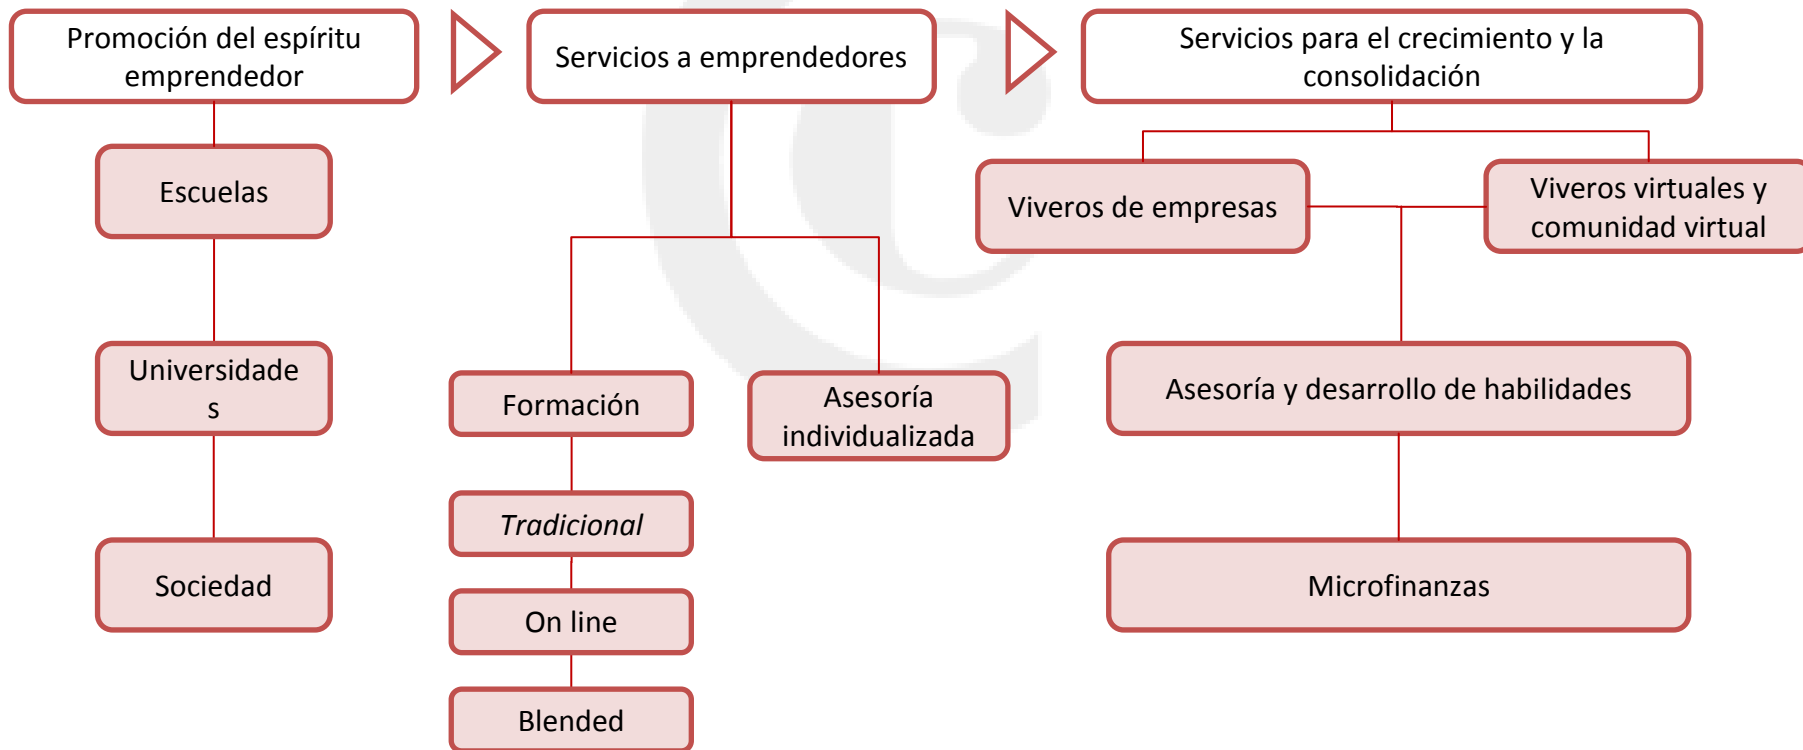 Promoción del espíritu
emprendedor
Servicios a emprendedores
Servicios para el crecimiento y la
consolidación
Escuelas
Universidade
s
Sociedad
Formación
Asesoría
individualizada
Tradicional
On line
Blended
Viveros de empresas
Viveros virtuales y
comunidad virtual
Asesoría y desarrollo de habilidades
Microfinanzas